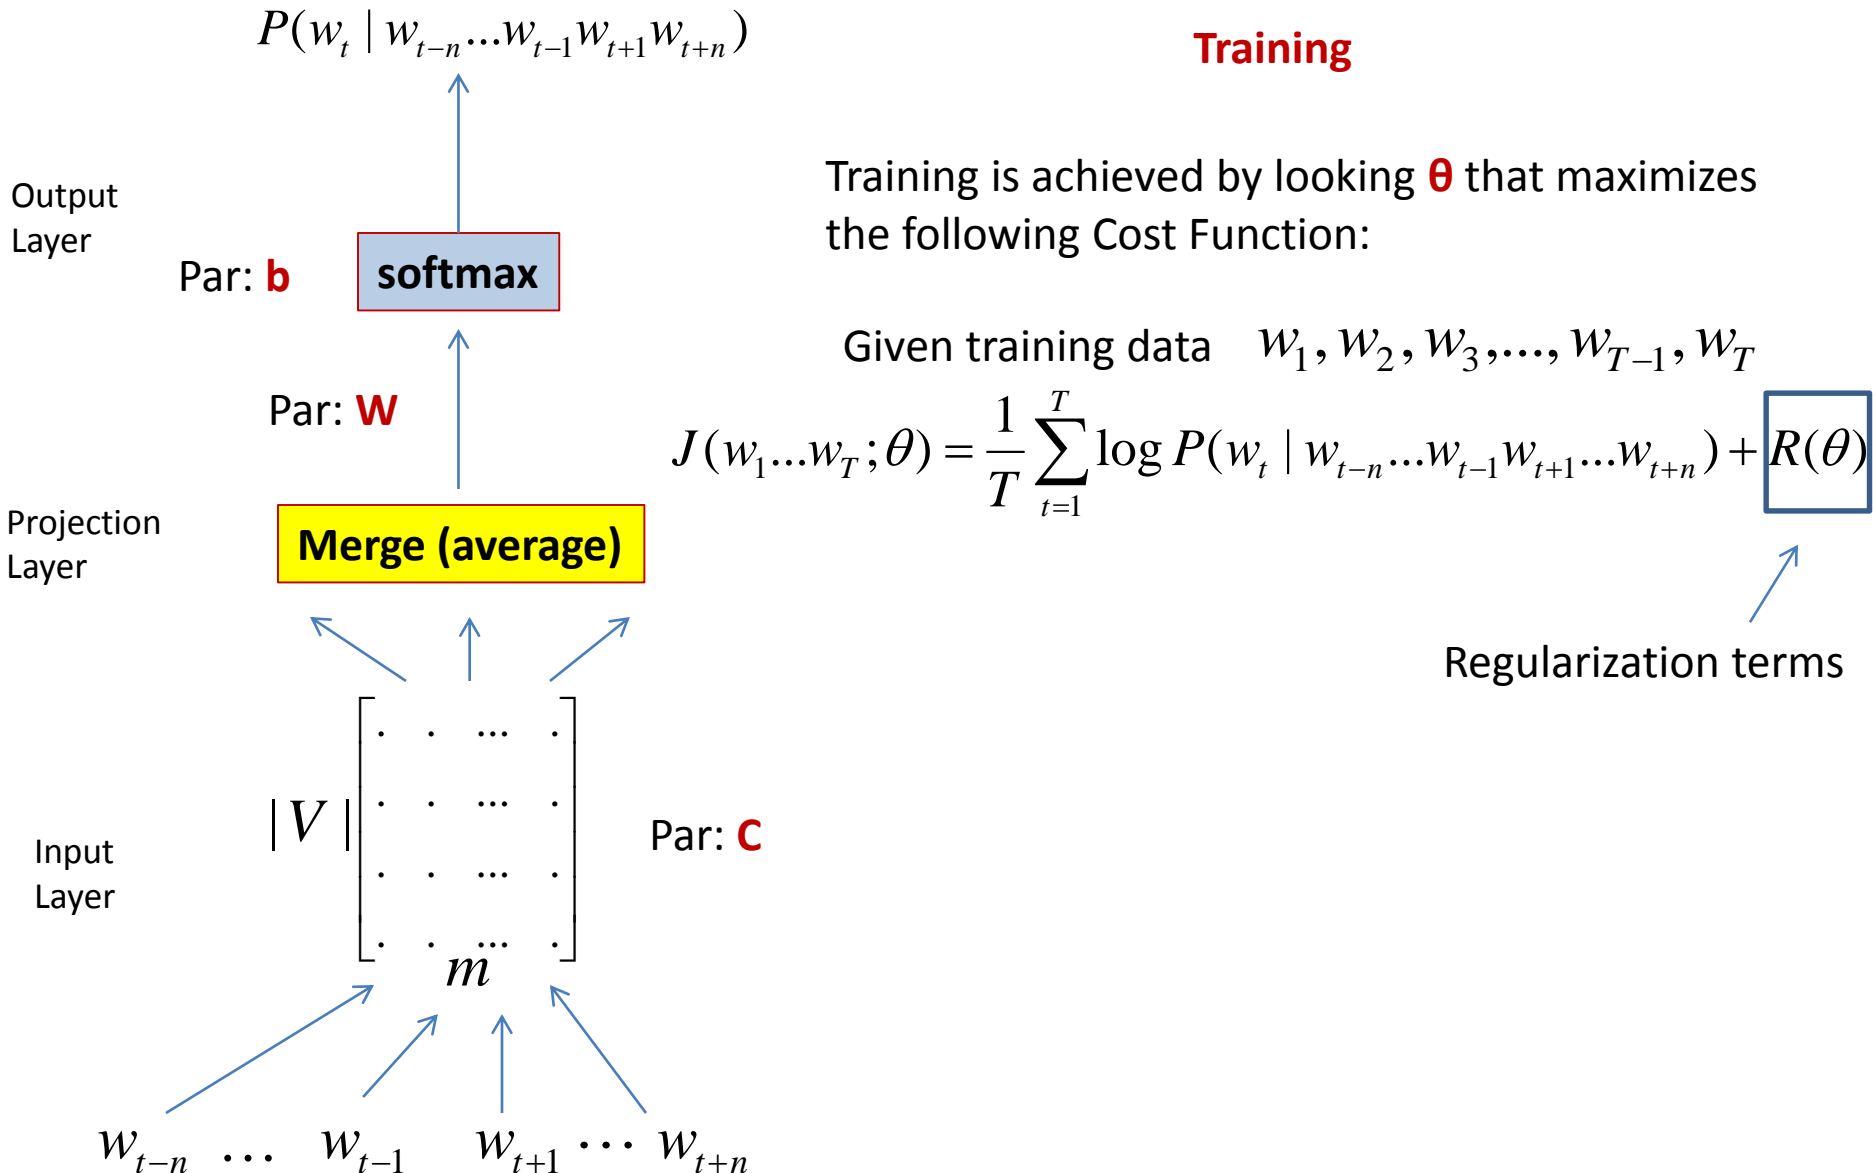 P(w_t | w_{t-n}...w_{t-1}w_{t+1}w_{t+n})
Output
Layer
Par: b
softmax
Par: W
Projection
Layer
Merge (average)
|V|
. . ... .
. . ... .
. . ... .
. . ... .
m
Par: C
Input
Layer
w_{t-n} ... w_{t-1} w_{t+1} ... w_{t+n}
Training
Training is achieved by looking θ that maximizes
the following Cost Function:
Given training data w_1, w_2, w_3,..., w_{T-1}, w_T
J(w_1...w_T;θ) = \frac{1}{T} \sum_{t=1}^{T} log P(w_t | w_{t-n}...w_{t-1}w_{t+1}...w_{t+n}) + R(θ)
Regularization terms